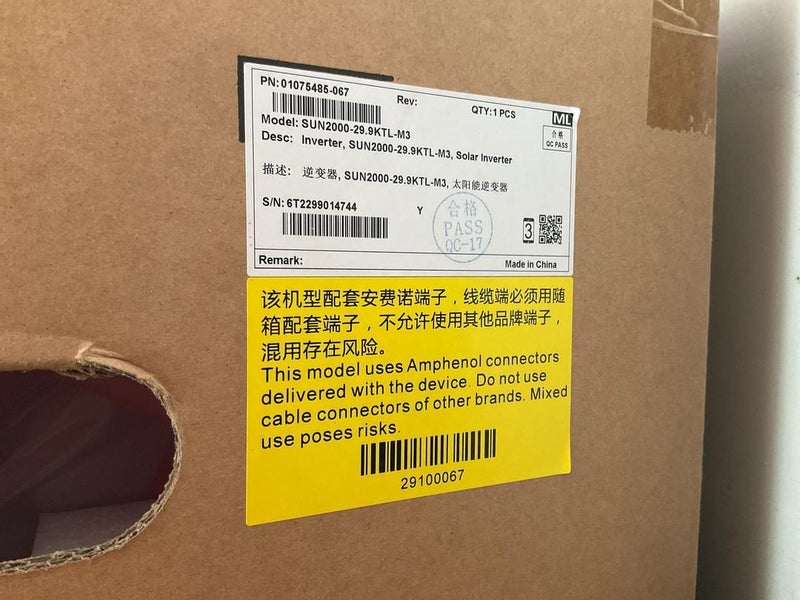 PN: 01075485-067
Rev:
QTY: 1 PCS
ML
Model: SUN2000-29.9KTL-M3
合格
QC PASS
Desc: Inverter, SUN2000-29.9KTL-M3, Solar Inverter
描述: 逆变器, SUN2000-29.9KTL-M3, 太阳能逆变器
S/N: 6T2299014744
Y
合格
PASS
QC-17
3
Remark:
Made in China
该机型配套安费诺端子，线缆端必须用随
箱配套端子，不允许使用其他品牌端子，
混用存在风险。
This model uses Amphenol connectors
delivered with the device. Do not use
cable connectors of other brands. Mixed
use poses risks.
29100067